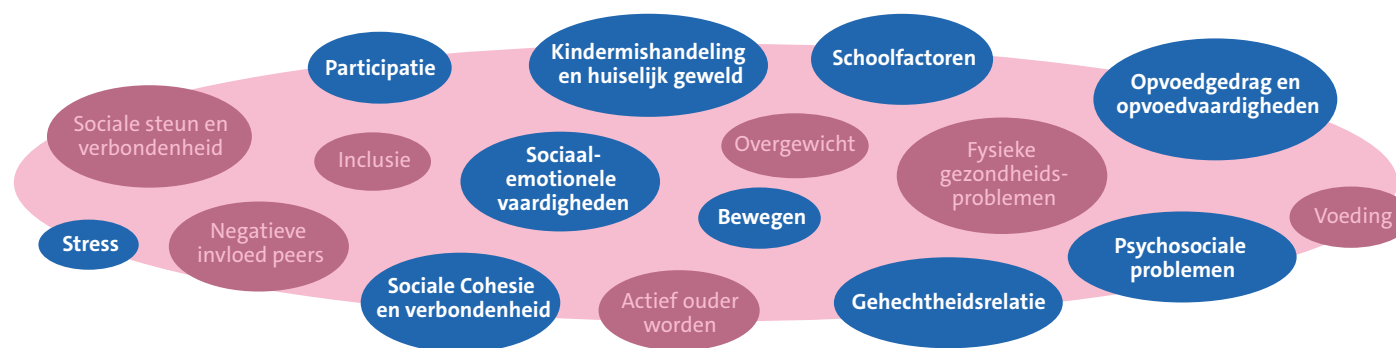 Participatie
Kindermishandeling
en huiselijk geweld
Schoolfactoren
Opvoedgedrag en
opvoedvaardigheden
Sociale steun en
verbondenheid
Inclusie
Sociaal-
emotionele
vaardigheden
Overgewicht
Fysieke
gezondheids-
problemen
Bewegen
Voeding
Stress
Negatieve
invloed peers
Psychosociale
problemen
Sociale Cohesie
en verbondenheid
Actief ouder
worden
Gehechtheidsrelatie